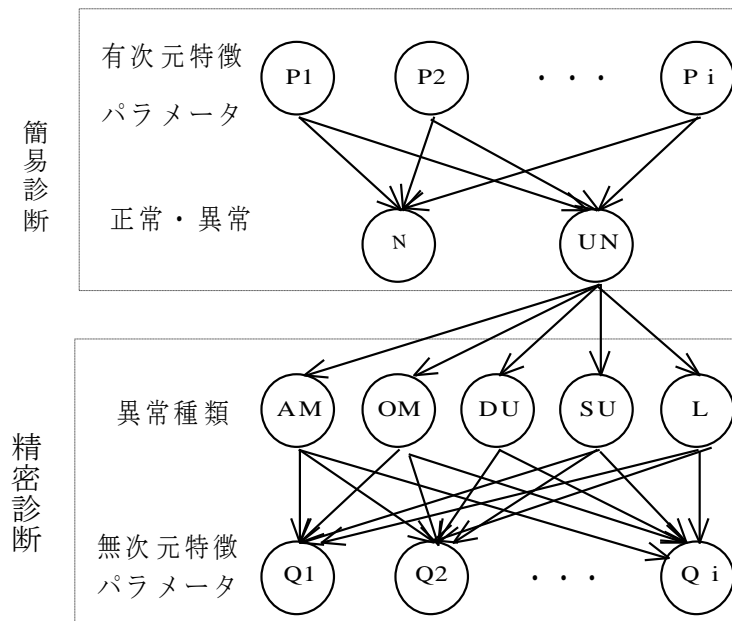 簡易診断
有次元特徴
パラメータ
P1 P2 ・・・ P i
正常・異常
N UN
精密診断
異常種類
AM OM DU SU L
無次元特徴
パラメータ
Q1 Q2 ・・・ Q i